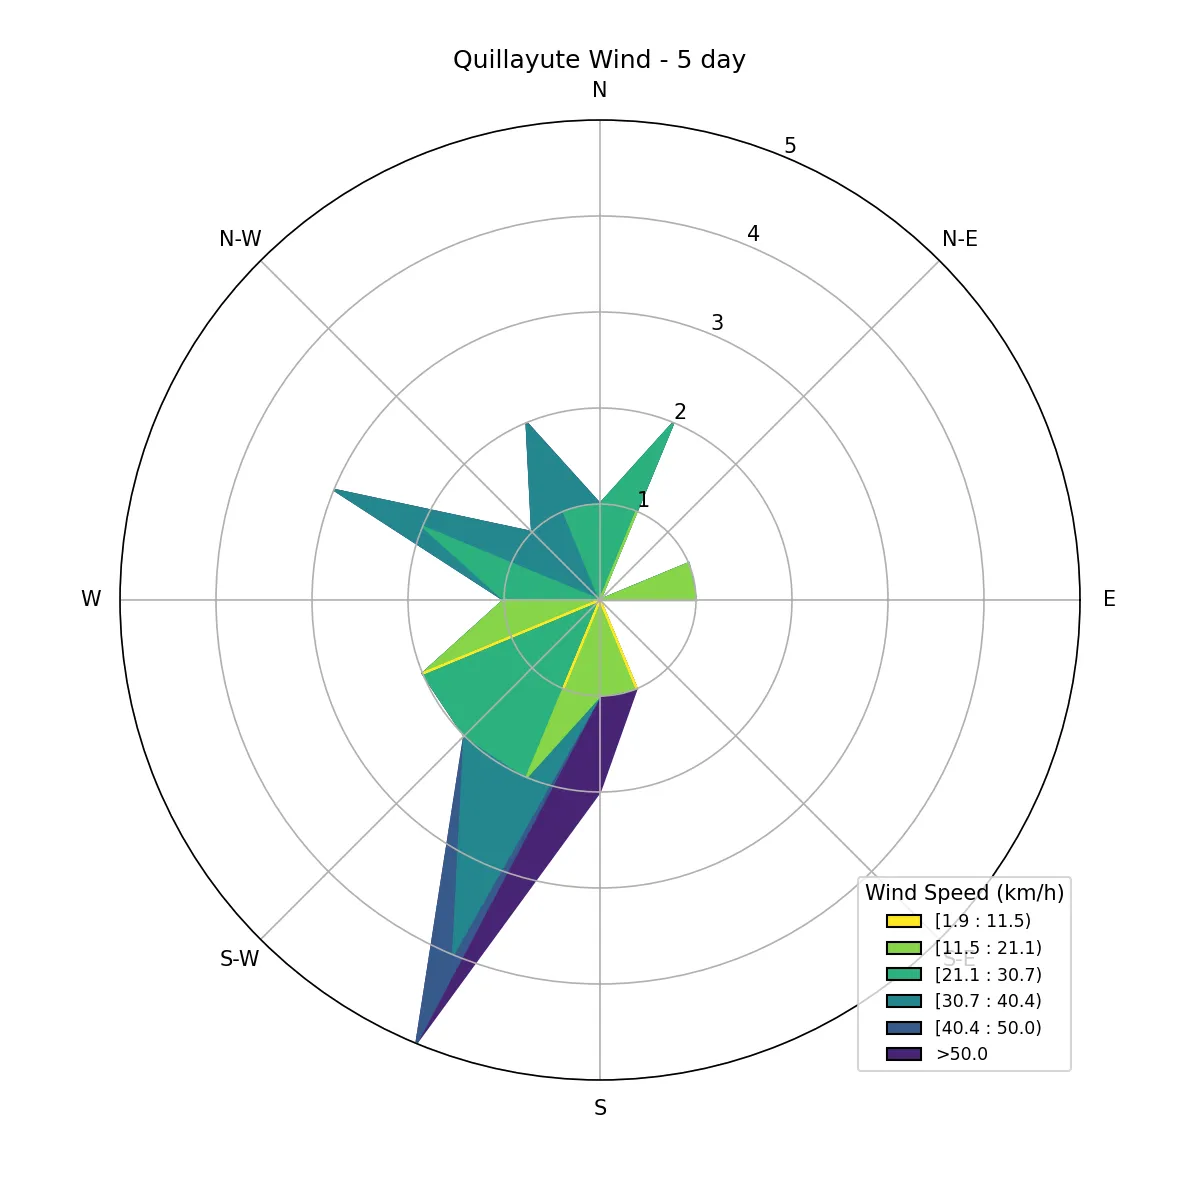 Quillayute Wind - 5 day
N
5
N-W
N-E
4
3
2
1
W
E
S-W
S-E
S
Wind Speed (km/h)
[1.9 : 11.5)
[11.5 : 21.1)
[21.1 : 30.7)
[30.7 : 40.4)
[40.4 : 50.0)
>50.0